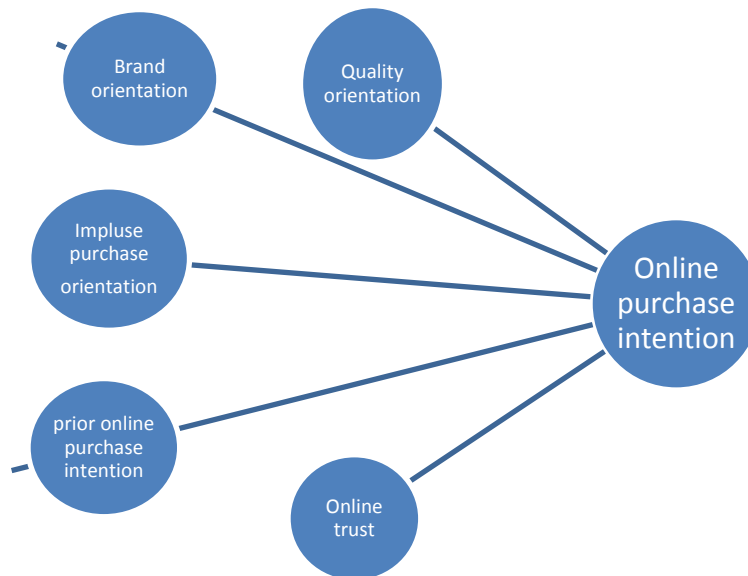 Brand
orientation
Quality
orientation
Impluse
purchase
orientation
Online
purchase
intention
prior online
purchase
intention
Online
trust